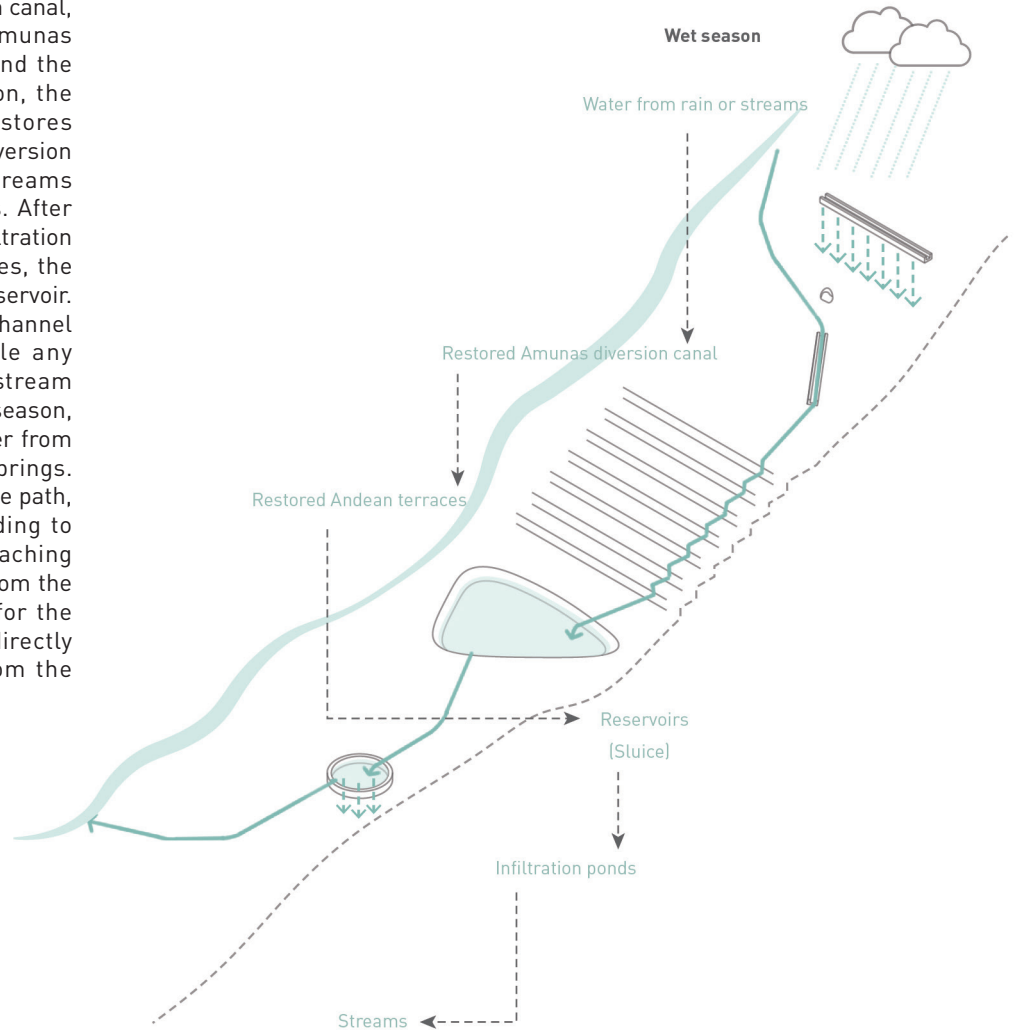 canal,
munas
nd the
on, the
stores
version
reams
After
ltration
es, the
servoir.
hannel
le any
stream
season,
er from
prings.
e path,
ding to
aching
om the
for the
directly
om the
Wet season
Water from rain or streams
Restored Amunas diversion canal
Restored Andean terraces
Reservoirs
(Sluice)
Infiltration ponds
Streams